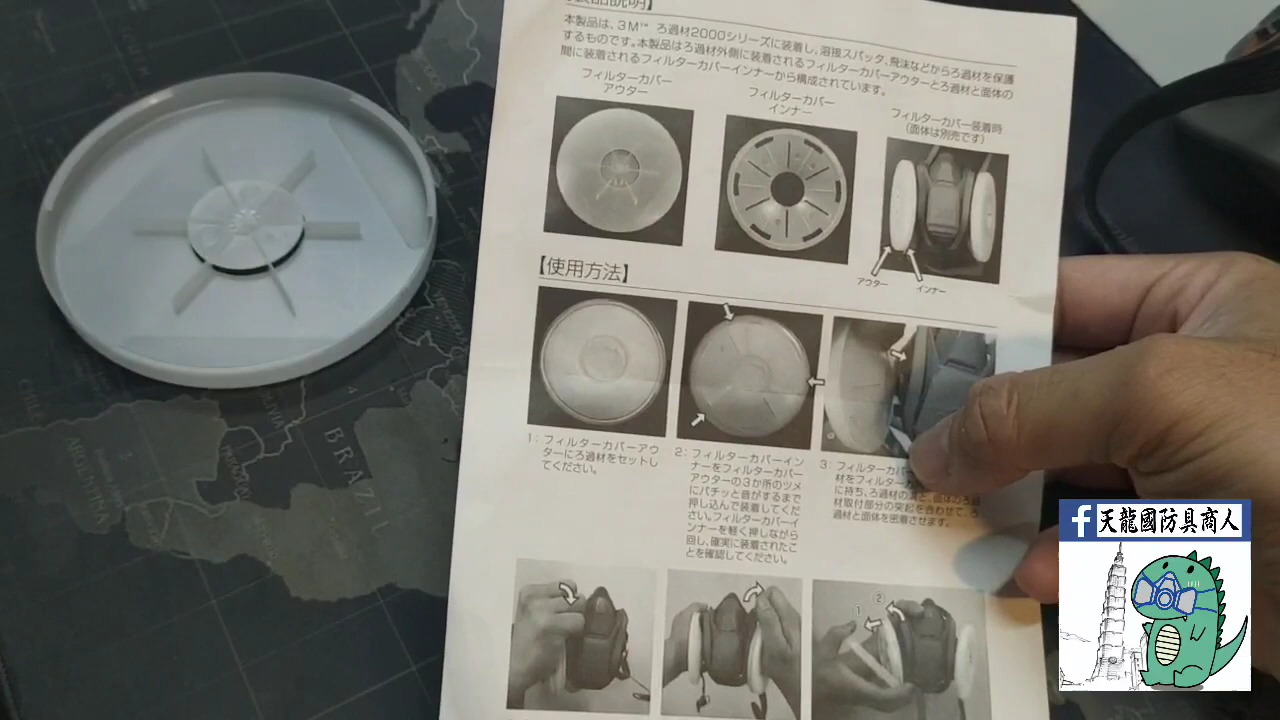 製品説明】
本製品は、3M™ ろ過材2000シリーズに装着し、溶接スパッタ、飛沫などからろ過材を保護
するものです。本製品はろ過材外側に装着されるフィルターカバーアウターとろ過材と面体の
間に装着されるフィルターカバーインナーから構成されています。
フィルターカバー
アウター
フィルターカバー
インナー
フィルターカバー装着時
(面体は別売です)
アウター
インナー
【使用方法】
1：フィルターカバーアウ
ターにろ過材をセットし
てください。
2：フィルターカバーイン
ナーをフィルターカバー
アウターの3か所のツメ
にパチッと音がするまで
押し込んで装着してくだ
さい。フィルターカバーイ
ンナーを軽く押しながら
回し、確実に装着されたこ
とを確認してください。
3：フィルターカバ
材をフィルター
に持ち、ろ過材の
材取付部分の突起を合わせて、ろ
過材と面体を密着させます。
1
②
BRAZIL
ARGENTINA
f 天龍國防具商人